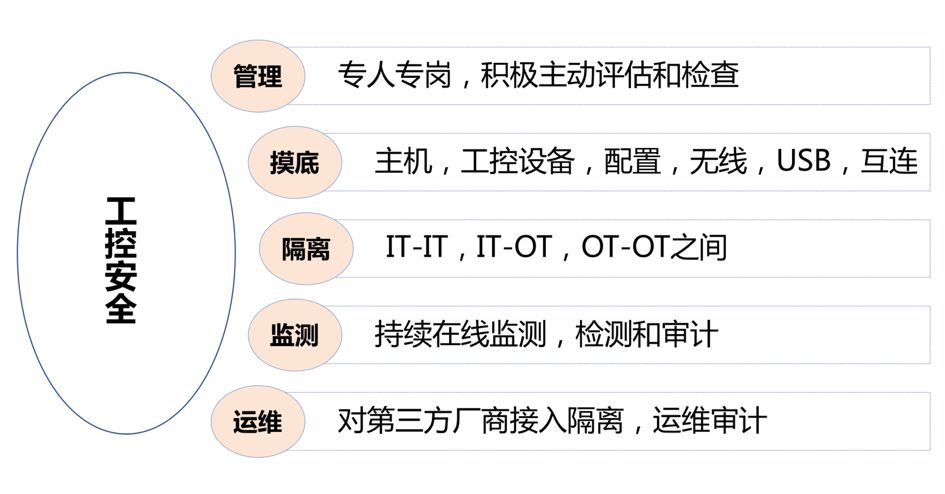 工控安全
管理
专人专岗，积极主动评估和检查
摸底
主机，工控设备，配置，无线，USB，互连
隔离
IT-IT，IT-OT，OT-OT之间
监测
持续在线监测，检测和审计
运维
对第三方厂商接入隔离，运维审计